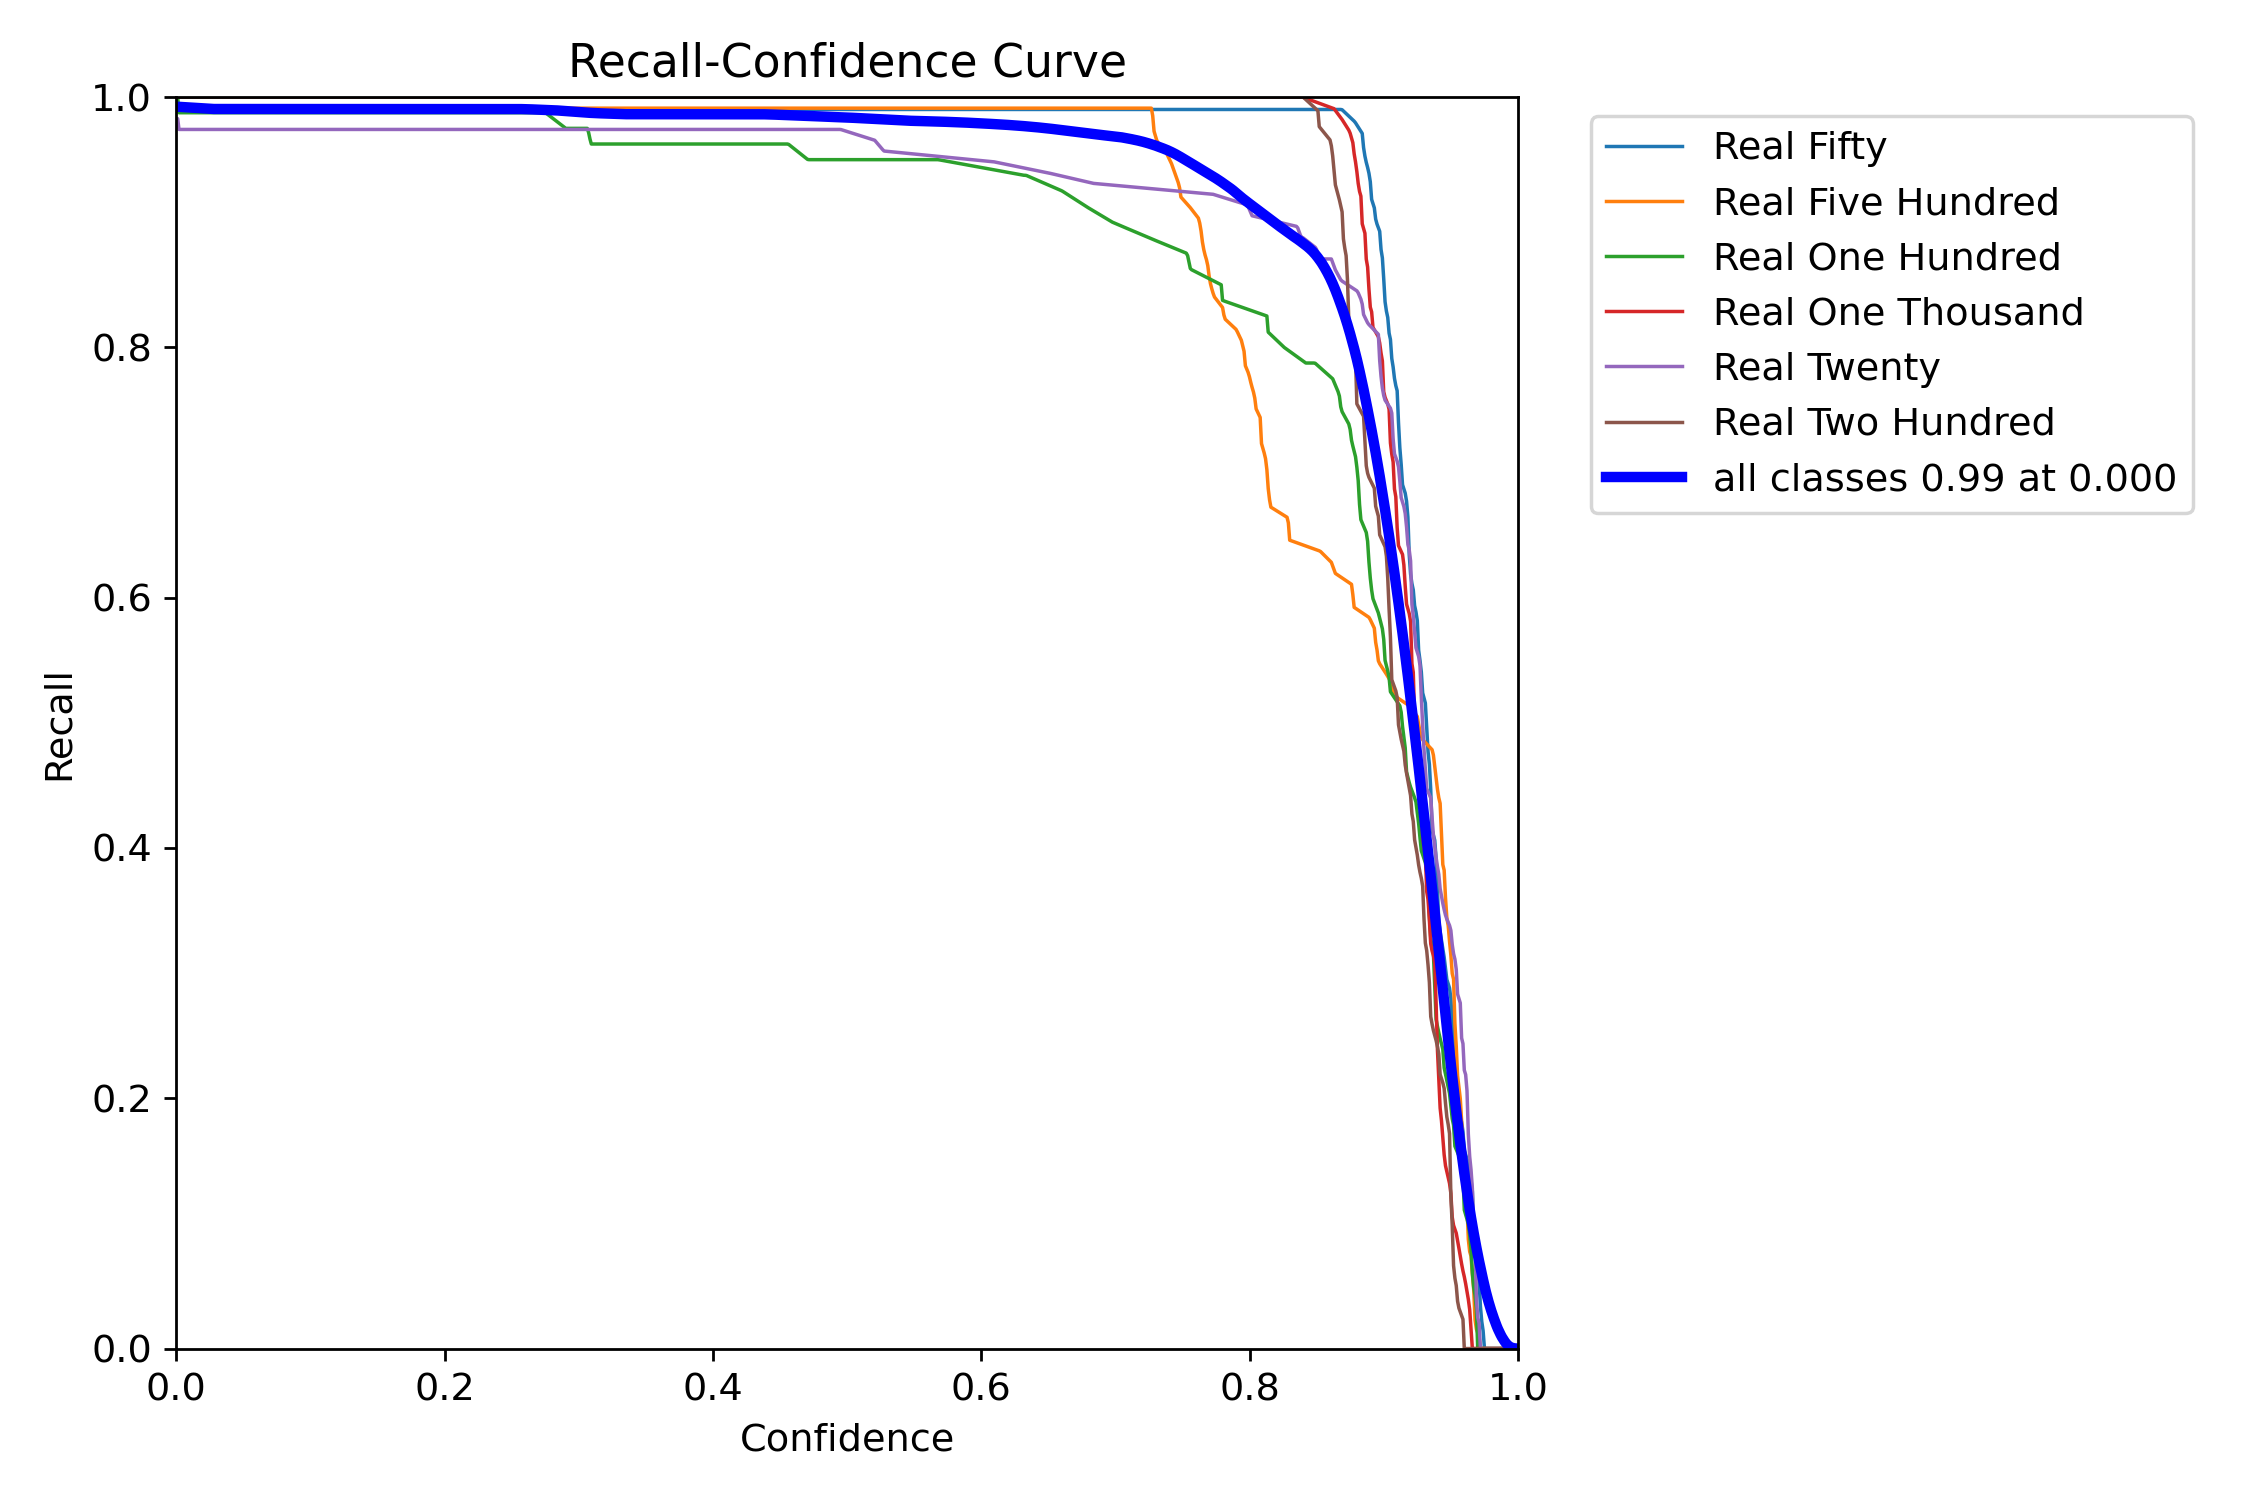 Recall-Confidence Curve
1.0
0.8
0.6
0.4
0.2
0.0
Recall
0.0 0.2 0.4 0.6 0.8 1.0
Confidence
Real Fifty
Real Five Hundred
Real One Hundred
Real One Thousand
Real Twenty
Real Two Hundred
all classes 0.99 at 0.000